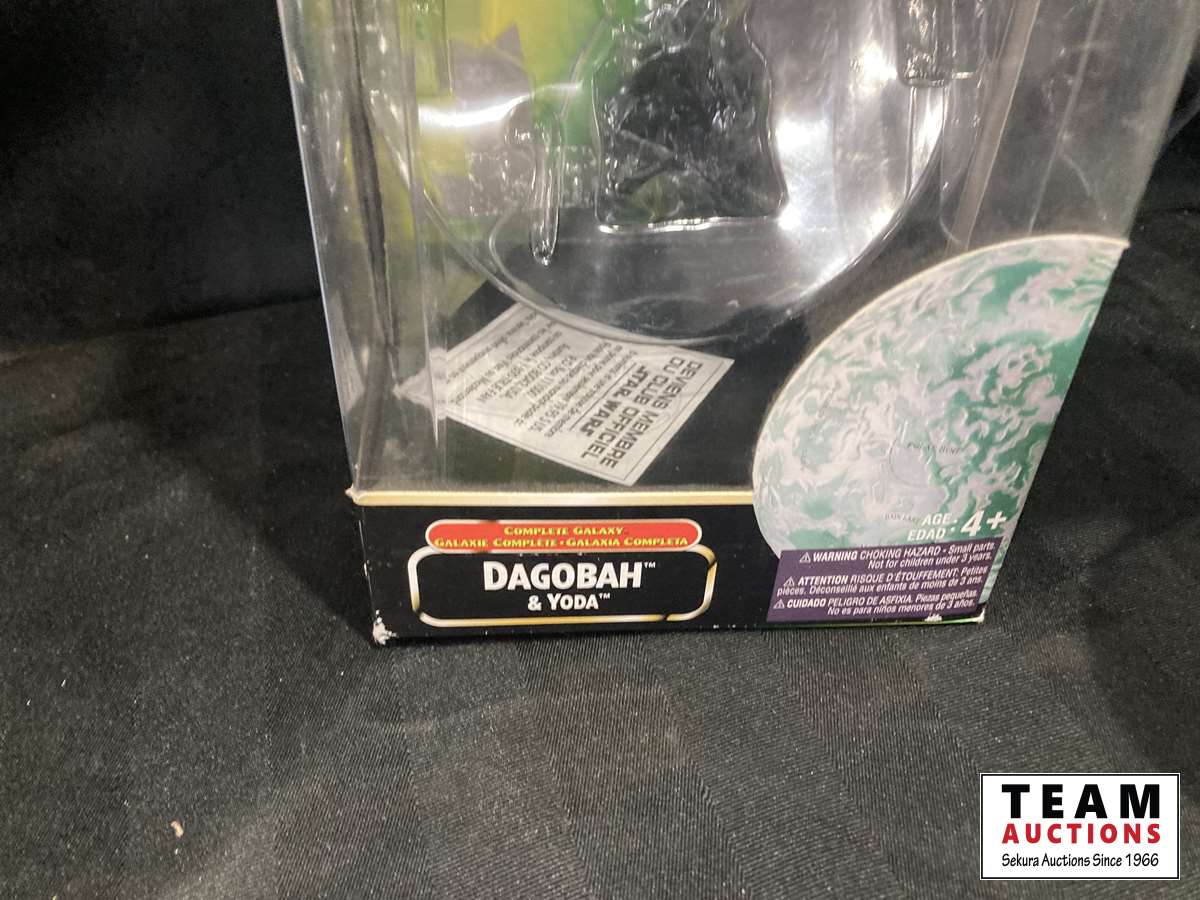 DEVIENS MEMBRE
DU CLUB OFFICIEL
STAR WARS
COMPLETE GALAXY
GALAXIE COMPLÈTE • GALAXIA COMPLETA
DAGOBAH™
& YODA™
AGE
EDAD 4+
⚠ WARNING CHOKING HAZARD - Small parts
Not for children under 3 years.
⚠ ATTENTION RISQUE D'ÉTOUFFEMENT. Petites
pièces. Déconseillé aux enfants de moins de 3 ans.
⚠ CUIDADO PELIGRO DE ASFIXIA. Piezas pequeñas.
No es para niños menores de 3 años.
TEAM
AUCTIONS
Sekura Auctions Since 1966